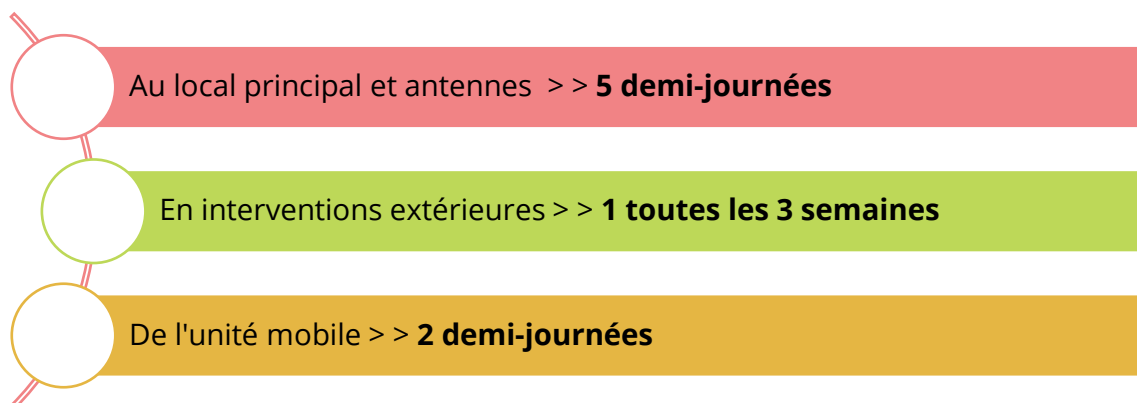 Au local principal et antennes > > 5 demi-journées
En interventions extérieures > > 1 toutes les 3 semaines
De l'unité mobile > > 2 demi-journées